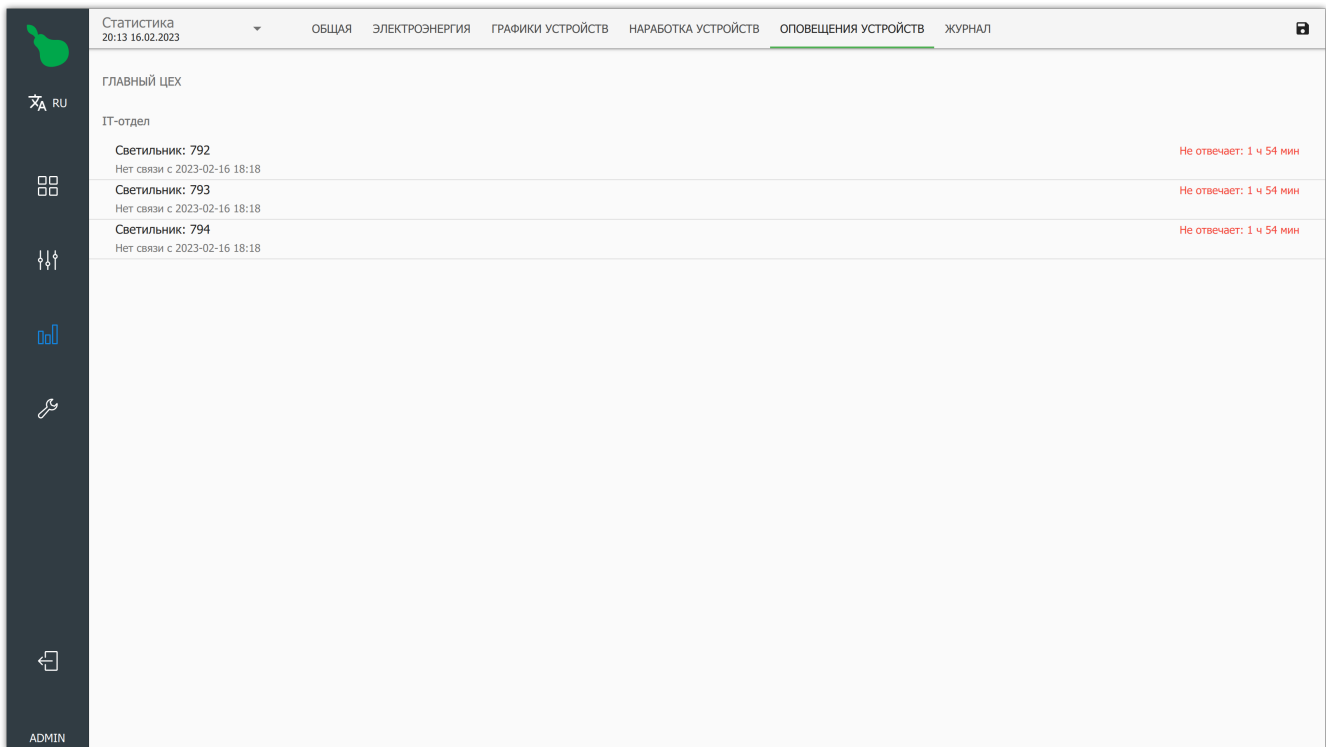 Статистика
20:13 16.02.2023
ОБЩАЯ ЭЛЕКТРОЭНЕРГИЯ ГРАФИКИ УСТРОЙСТВ НАРАБОТКА УСТРОЙСТВ ОПОВЕЩЕНИЯ УСТРОЙСТВ ЖУРНАЛ
RU
ГЛАВНЫЙ ЦЕХ
IT-отдел
Светильник: 792 Не отвечает: 1 ч 54 мин
Нет связи с 2023-02-16 18:18
Светильник: 793 Не отвечает: 1 ч 54 мин
Нет связи с 2023-02-16 18:18
Светильник: 794 Не отвечает: 1 ч 54 мин
Нет связи с 2023-02-16 18:18
ADMIN